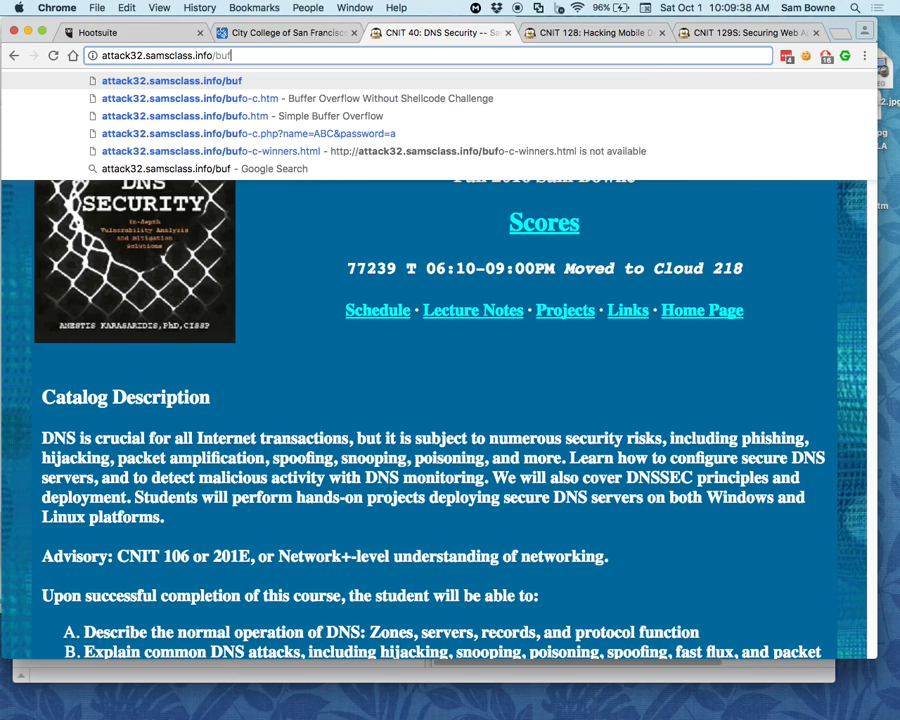 Chrome File Edit View History Bookmarks People Window Help 96% Sat Oct 1 10:09:38 AM Sam Bowne
Hootsuite × City College of San Francisc × CNIT 40: DNS Security -- Sa × CNIT 128: Hacking Mobile D × CNIT 129S: Securing Web A ×
attack32.samsclass.info/buf
attack32.samsclass.info/buf
attack32.samsclass.info/bufo-c.htm - Buffer Overflow Without Shellcode Challenge
attack32.samsclass.info/bufo.htm - Simple Buffer Overflow
attack32.samsclass.info/bufo-c.php?name=ABC&password=a
attack32.samsclass.info/bufo-c-winners.html - http://attack32.samsclass.info/bufo-c-winners.html is not available
attack32.samsclass.info/buf - Google Search
DNS
SECURITY
In-depth
Vulnerability Analysis
and mitigation
Solutions
ANESTIS KARASARIDIS, PhD, CISSP
Fall 2016 Sam Bowne
Scores
77239 T 06:10-09:00PM Moved to Cloud 218
Schedule · Lecture Notes · Projects · Links · Home Page
Catalog Description
DNS is crucial for all Internet transactions, but it is subject to numerous security risks, including phishing,
hijacking, packet amplification, spoofing, snooping, poisoning, and more. Learn how to configure secure DNS
servers, and to detect malicious activity with DNS monitoring. We will also cover DNSSEC principles and
deployment. Students will perform hands-on projects deploying secure DNS servers on both Windows and
Linux platforms.
Advisory: CNIT 106 or 201E, or Network+-level understanding of networking.
Upon successful completion of this course, the student will be able to:
A. Describe the normal operation of DNS: Zones, servers, records, and protocol function
B. Explain common DNS attacks, including hijacking, snooping, poisoning, spoofing, fast flux, and packet